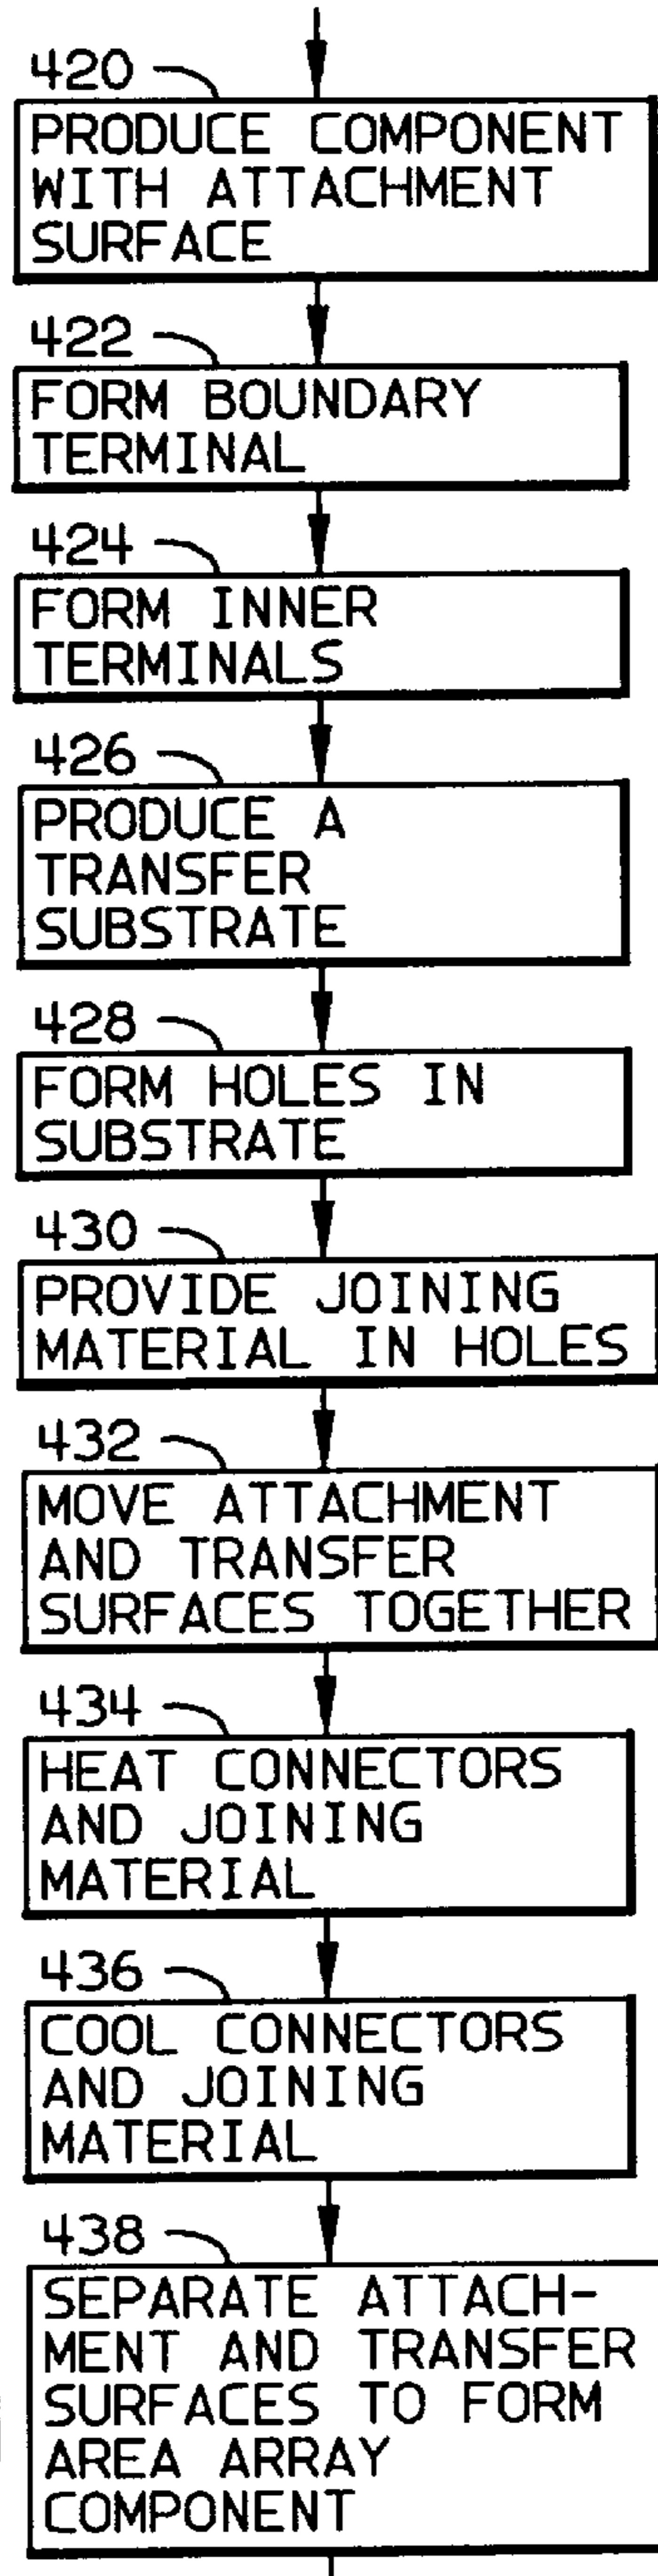 420
PRODUCE COMPONENT
WITH ATTACHMENT
SURFACE
422
FORM BOUNDARY
TERMINAL
424
FORM INNER
TERMINALS
426
PRODUCE A
TRANSFER
SUBSTRATE
428
FORM HOLES IN
SUBSTRATE
430
PROVIDE JOINING
MATERIAL IN HOLES
432
MOVE ATTACHMENT
AND TRANSFER
SURFACES TOGETHER
434
HEAT CONNECTORS
AND JOINING
MATERIAL
436
COOL CONNECTORS
AND JOINING
MATERIAL
438
SEPARATE ATTACH-
MENT AND TRANSFER
SURFACES TO FORM
AREA ARRAY
COMPONENT